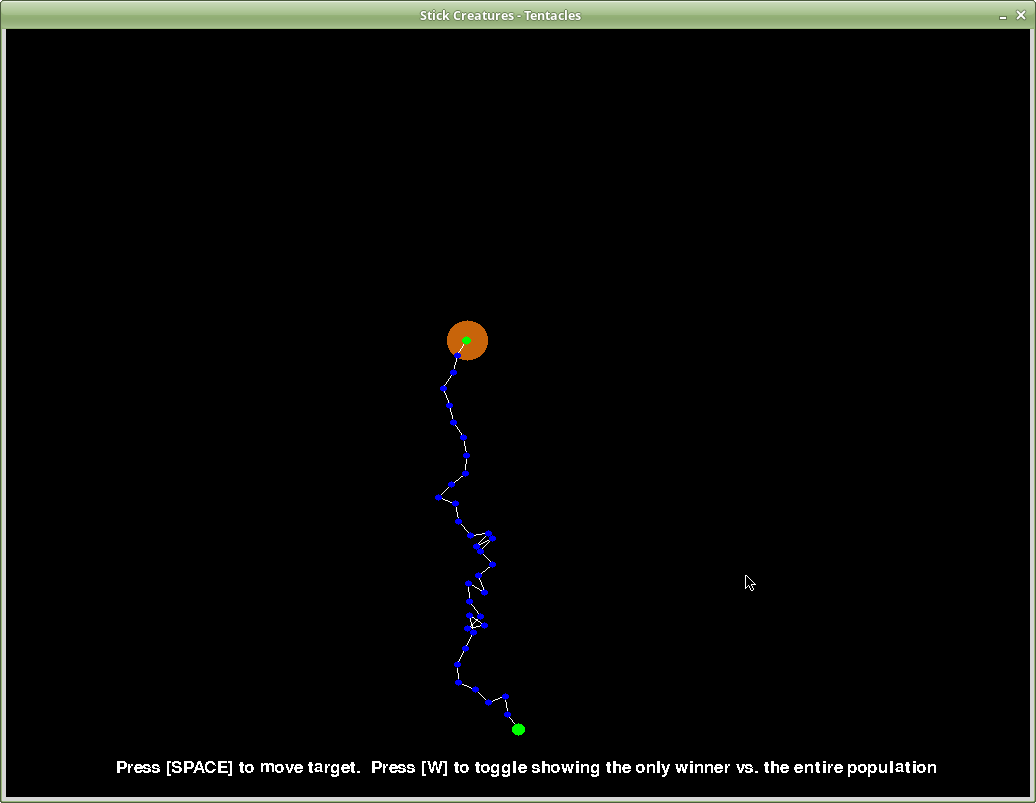 Stick Creatures - Tentacles
Press [SPACE] to move target.  Press [W] to toggle showing the only winner vs. the entire population